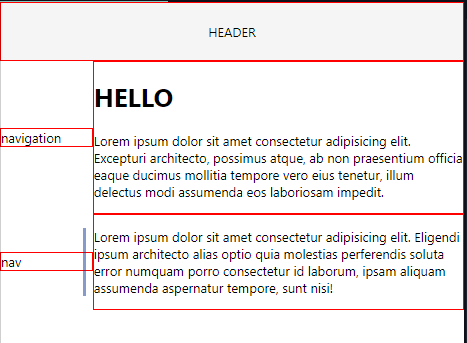 HEADER
HELLO
navigation
Lorem ipsum dolor sit amet consectetur adipisicing elit.
Excepturi architecto, possimus atque, ab non praesentium officia
eaque ducimus mollitia tempore vero eius tenetur, illum
delectus modi assumenda eos laboriosam impedit.
nav
Lorem ipsum dolor sit amet consectetur adipisicing elit. Eligendi
ipsum architecto alias optio quia molestias perferendis soluta
error numquam porro consectetur id laborum, ipsam aliquam
assumenda aspernatur tempore, sunt nisi!